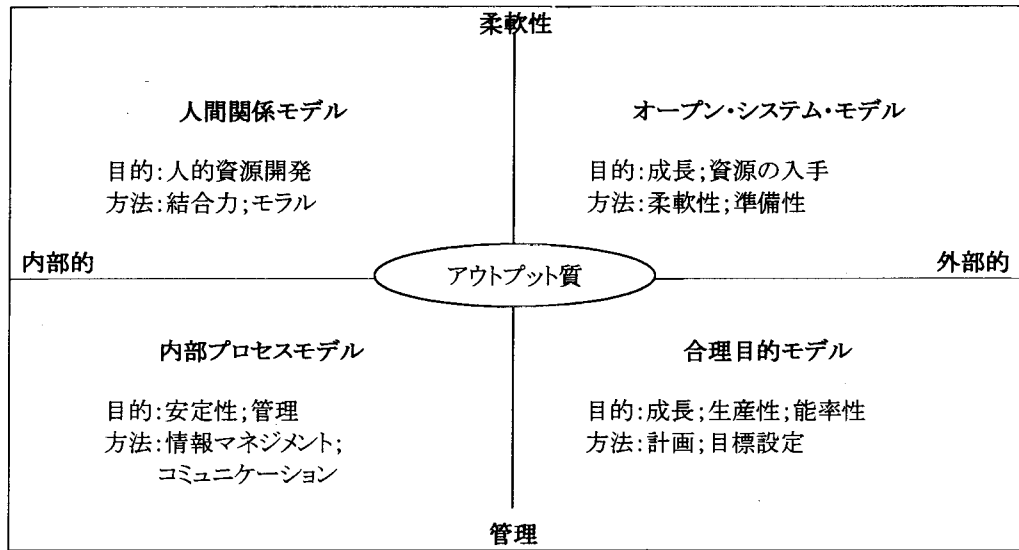 柔軟性
人間関係モデル
目的:人的資源開発
方法:結合力;モラル
オープン・システム・モデル
目的:成長;資源の入手
方法:柔軟性;準備性
内部的
アウトプット質
外部的
内部プロセスモデル
目的:安定性;管理
方法:情報マネジメント;
コミュニケーション
合理目的モデル
目的:成長;生産性;能率性
方法:計画;目標設定
管理